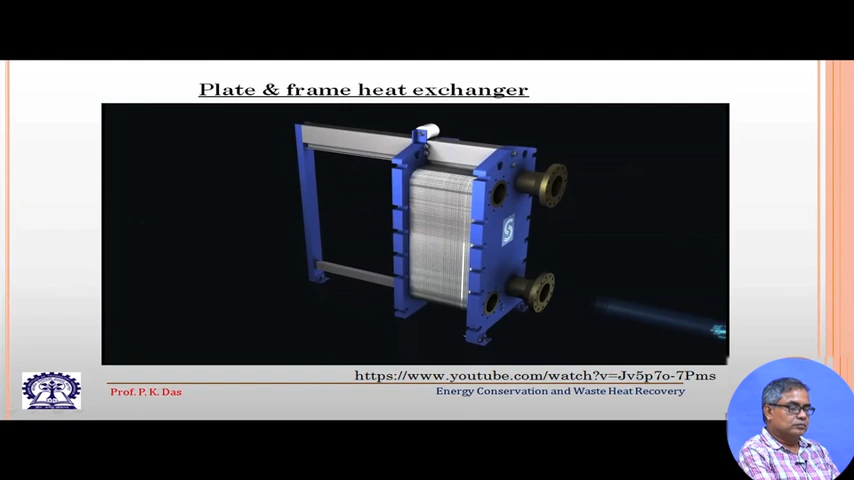 Plate & frame heat exchanger
https://www.youtube.com/watch?v=Jv5p7o-7Pms
Prof. P. K. Das
Energy Conservation and Waste Heat Recovery